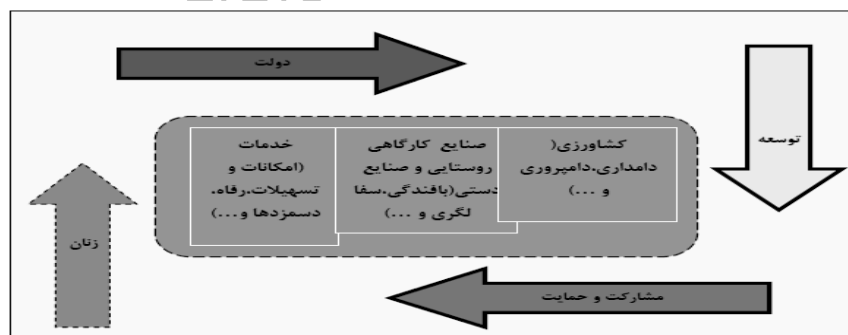 دولت
توسعه
کشاورزی(
دامداری،دامپروری
و ...)
صنایع کارگاهی
روستایی و صنایع
دستی(بافندگی،سفا
لگری و ...)
خدمات
(امکانات و
تسهیلات،رفاه،
دسمزدها و...)
زنان
مشارکت و حمایت